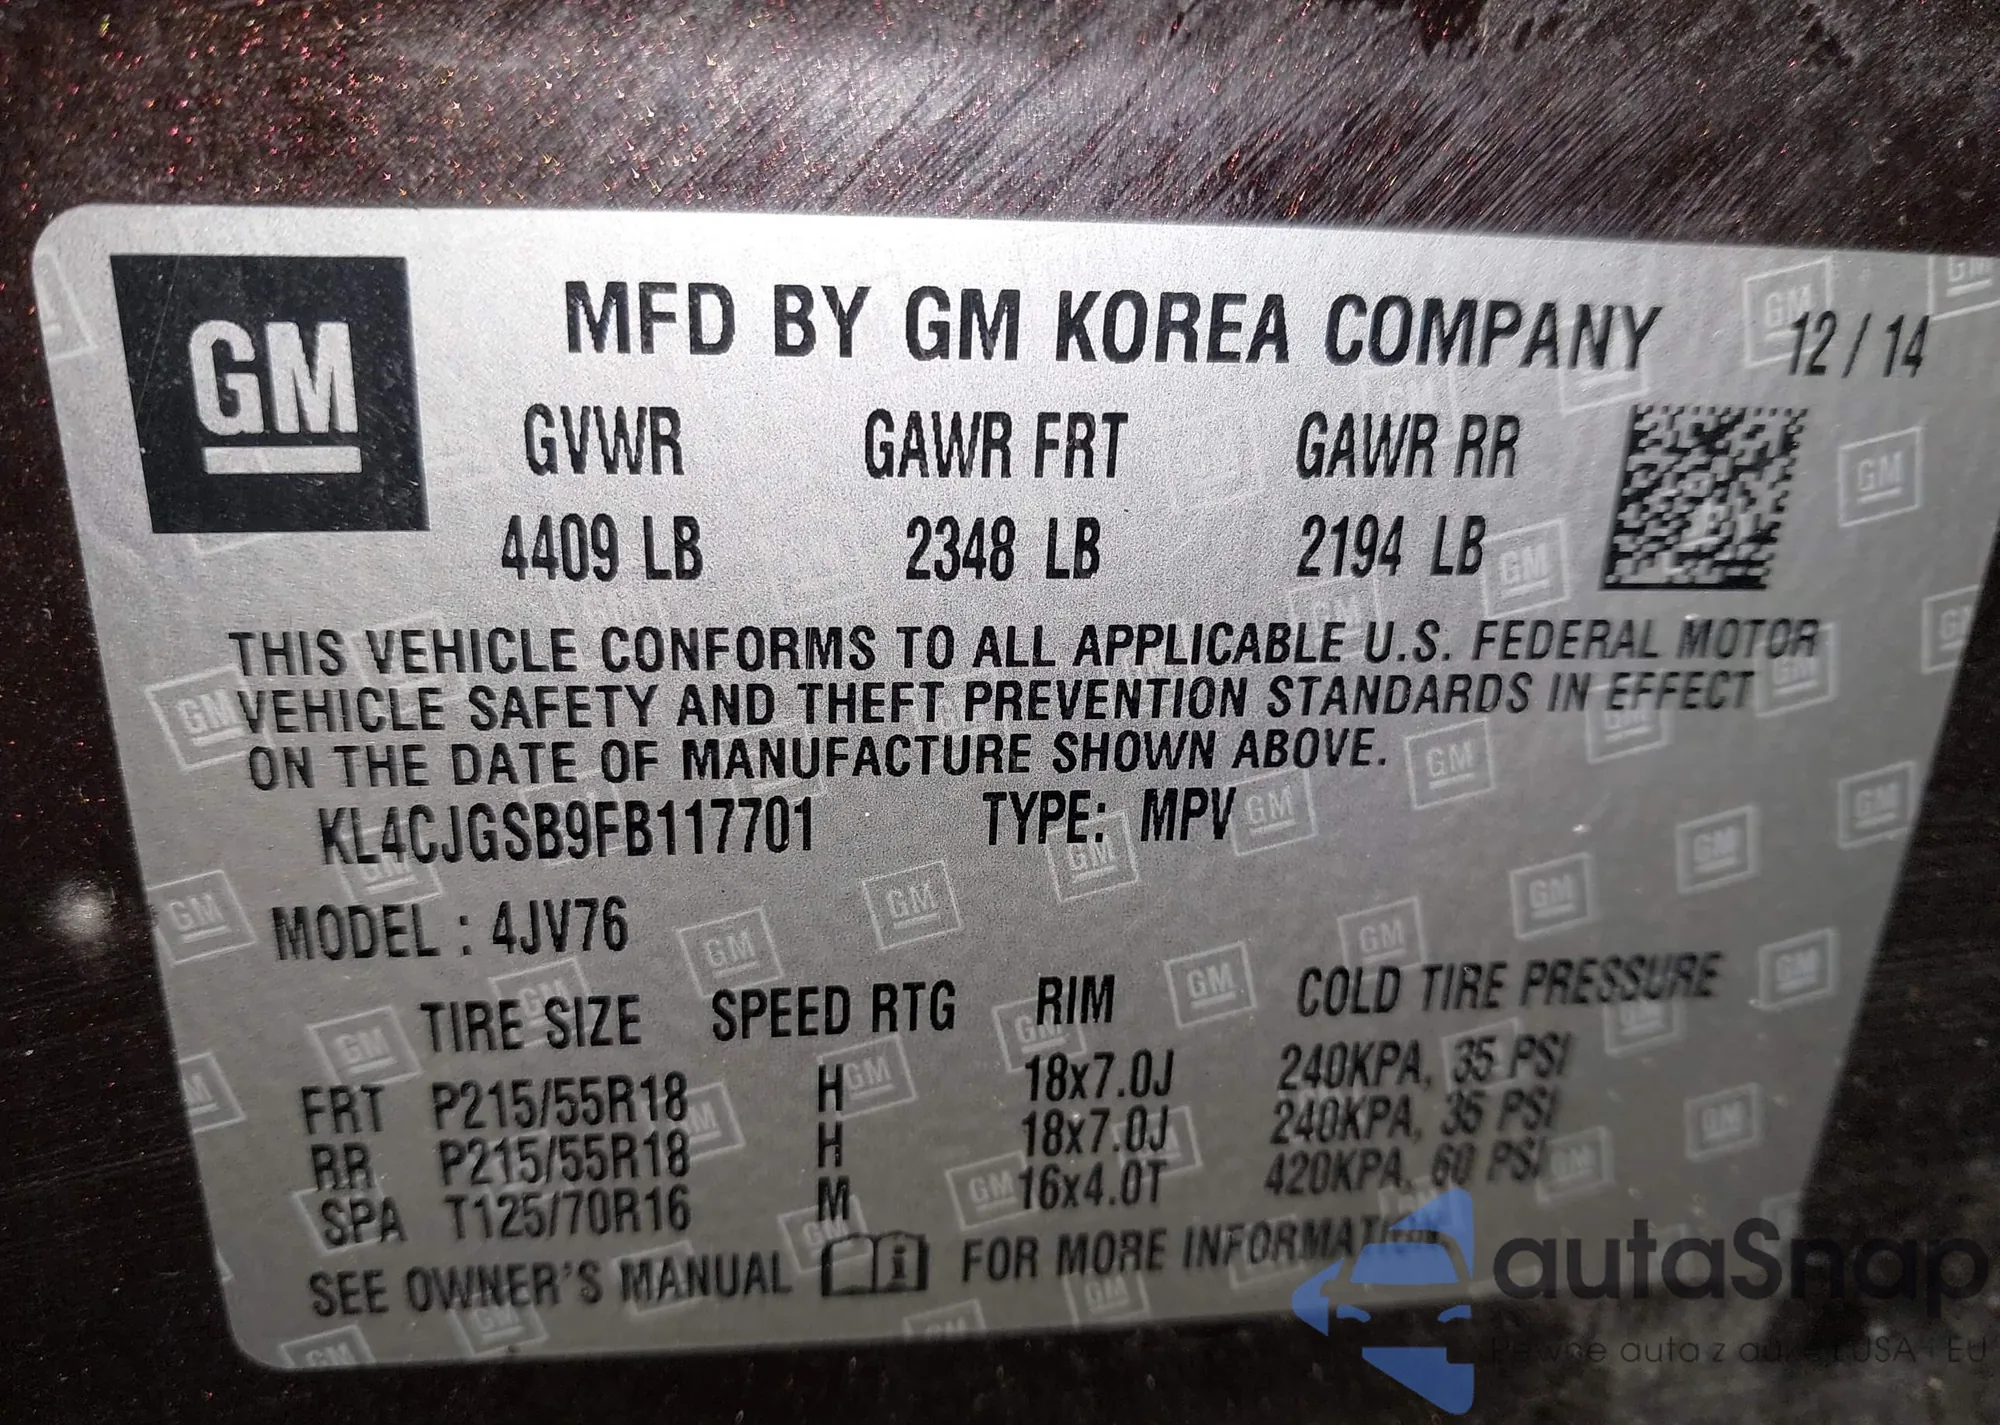 GM
MFD BY GM KOREA COMPANY 12/14
GVWR GAWR FRT GAWR RR
4409 LB 2348 LB 2194 LB
THIS VEHICLE CONFORMS TO ALL APPLICABLE U.S. FEDERAL MOTOR
VEHICLE SAFETY AND THEFT PREVENTION STANDARDS IN EFFECT
ON THE DATE OF MANUFACTURE SHOWN ABOVE.
KL4CJGSB9FB117701 TYPE: MPV
MODEL : 4JV76
TIRE SIZE SPEED RTG RIM COLD TIRE PRESSURE
FRT P215/55R18 H 18x7.0J 240KPA, 35 PSI
RR P215/55R18 H 18x7.0J 240KPA, 35 PSI
SPA T125/70R16 M 16x4.0T 420KPA, 60 PSI
SEE OWNER'S MANUAL i FOR MORE INFORMATION
autaSnap
auta z USA i EU